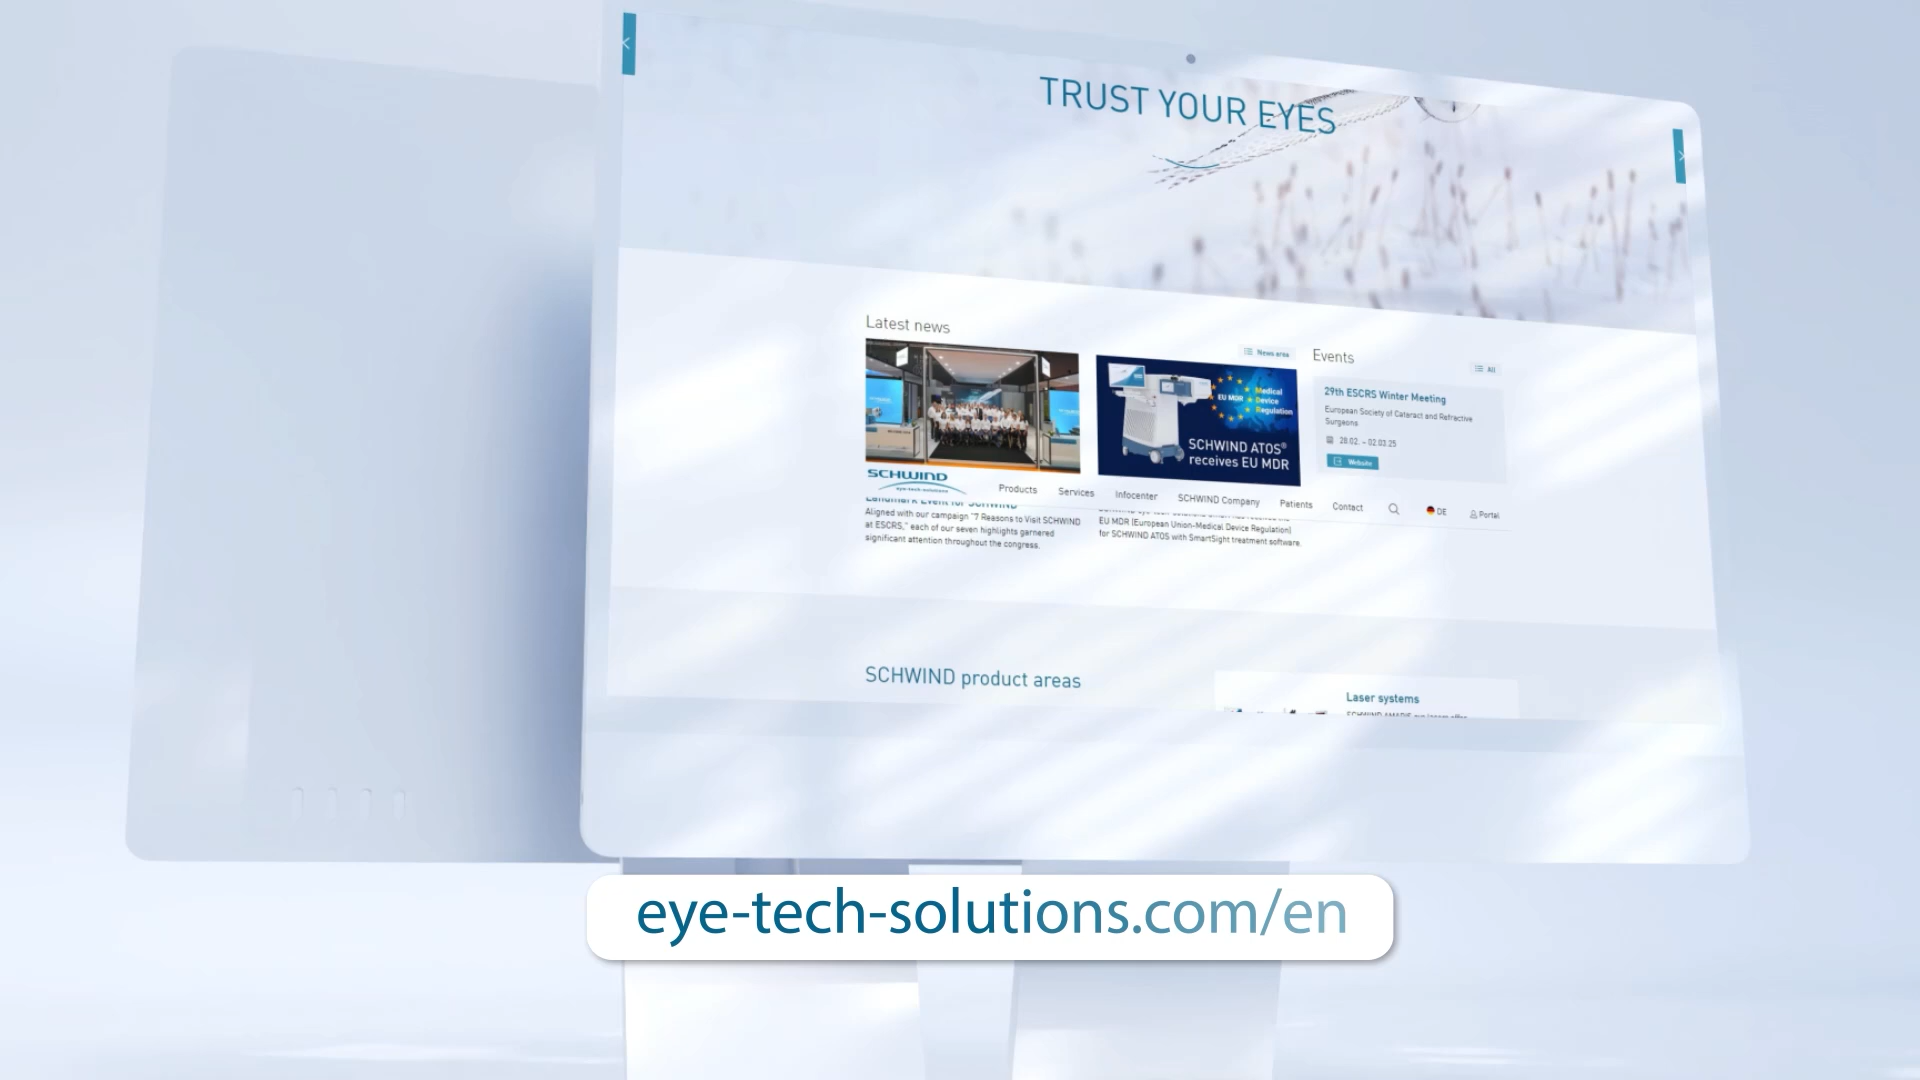 TRUST YOUR EYES
Latest news
News area
Events
All
EU MDR
Medical
Device
Regulation
SCHWIND ATOS®
receives EU MDR
29th ESCRS Winter Meeting
European Society of Cataract and Refractive
Surgeons
28.02. - 02.03.25
Website
SCHWIND
eye-tech-solutions
Products Services Infocenter SCHWIND Company Patients Contact DE Portal
Landmark Event for SCHWIND
Aligned with our campaign "7 Reasons to Visit SCHWIND
at ESCRS," each of our seven highlights garnered
significant attention throughout the congress.
EU MDR (European Union-Medical Device Regulation)
for SCHWIND ATOS with SmartSight treatment software.
SCHWIND product areas
Laser systems
eye-tech-solutions.com/en